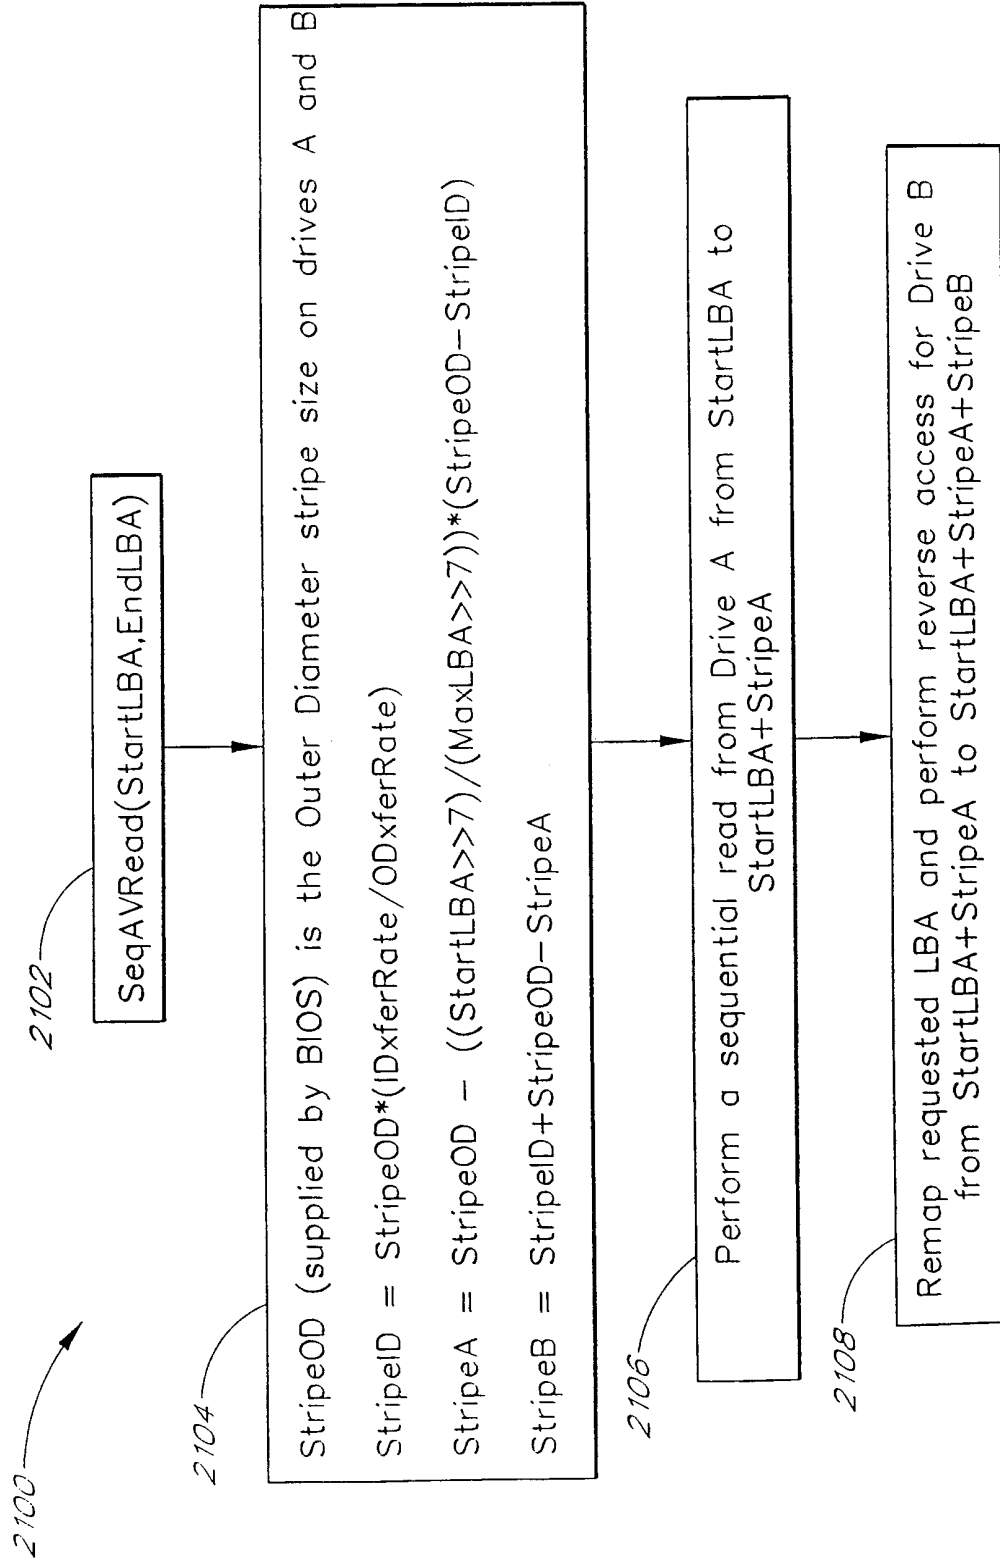 2100
2102
SeqAVRead(StartLBA,EndLBA)
2104
StripeOD (supplied by BIOS) is the Outer Diameter stripe size on drives A and B
StripeID = StripeOD*(IDxferRate/ODxferRate)
StripeA = StripeOD - ((StartLBA>>7)/(MaxLBA>>7))*(StripeOD-StripeID)
StripeB = StripeID+StripeOD-StripeA
2106
Perform a sequential read from Drive A from StartLBA to
StartLBA+StripeA
2108
Remap requested LBA and perform reverse access for Drive B
from StartLBA+StripeA to StartLBA+StripeA+StripeB